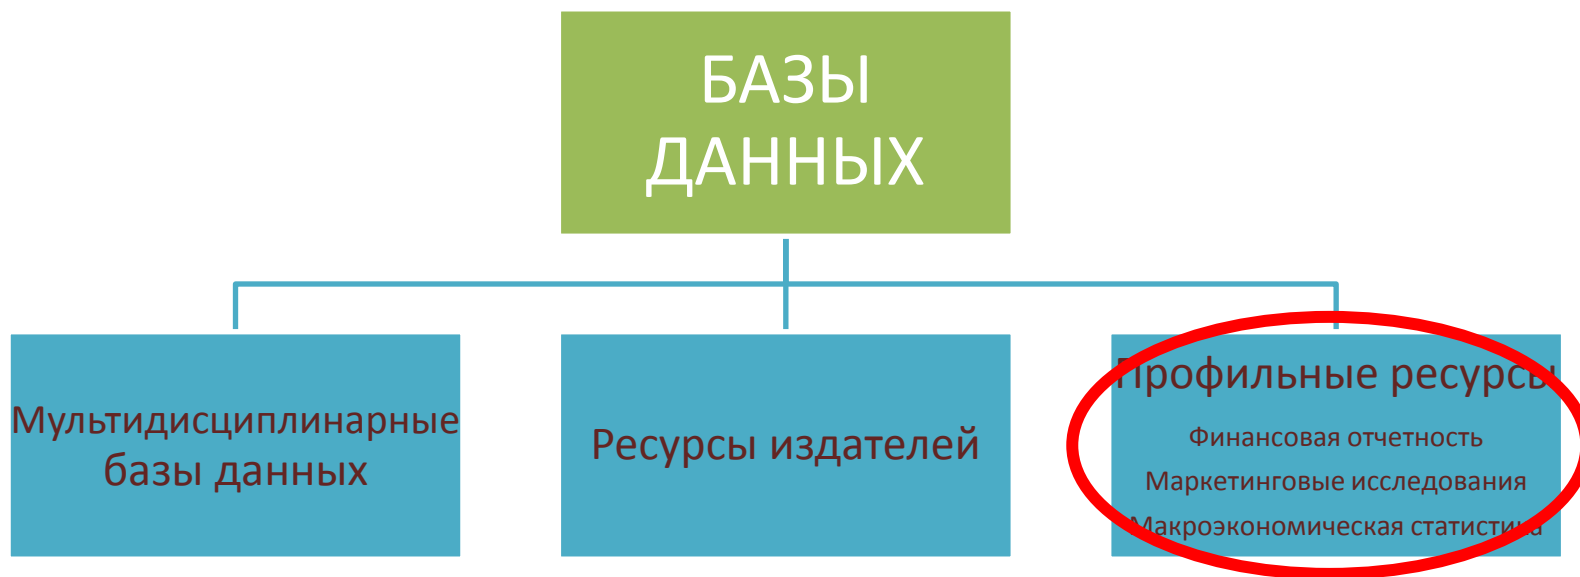 БАЗЫ
ДАННЫХ
Мультидисциплинарные
базы данных
Ресурсы издателей
Профильные ресурсы
Финансовая отчетность
Маркетинговые исследования
Макроэкономическая статистика